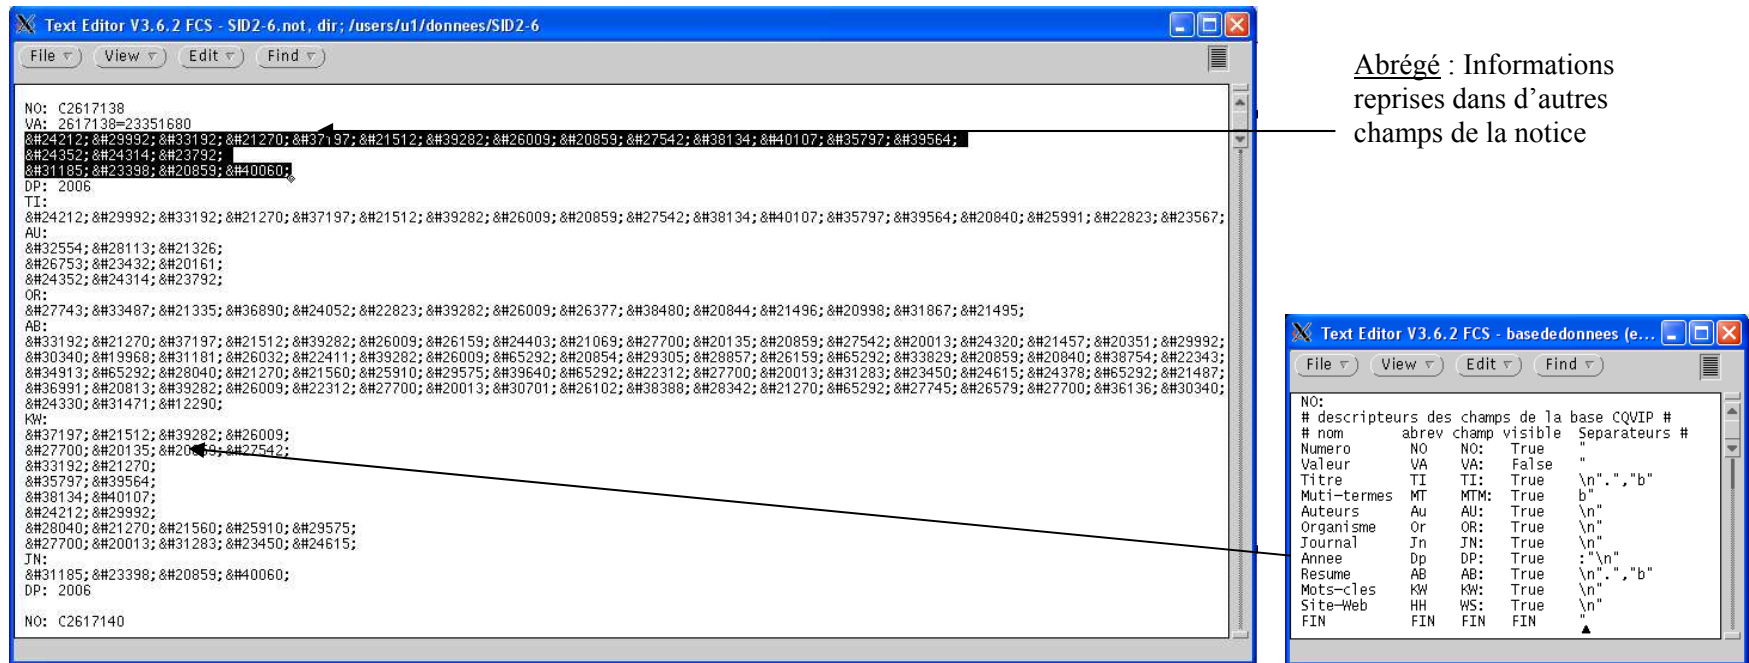 Text Editor V3.6.2 FCS - SID2-6.not, dir; /users/u1/donnees/SID2-6
File View Edit Find
NO: C2617138
VA: 2617138=23351680
&#24212;&#29992;&#33192;&#21270;&#37197;&#21512;&#39282;&#26009;&#20859;&#27542;&#38134;&#40107;&#35797;&#39564;
&#24352;&#24314;&#23792;
&#31185;&#23398;&#20859;&#40060;
DP: 2006
TI:
&#24212;&#29992;&#33192;&#21270;&#37197;&#21512;&#39282;&#26009;&#20859;&#27542;&#38134;&#40107;&#35797;&#39564;&#20840;&#25991;&#22823;&#23567;
AU:
&#32554;&#28113;&#21326;
&#26753;&#23432;&#20161;
&#24352;&#24314;&#23792;
OR:
&#27743;&#33487;&#21335;&#36890;&#24052;&#22823;&#39282;&#26009;&#26377;&#38480;&#20844;&#21496;&#20998;&#31867;&#21495;
AB:
&#33192;&#21270;&#37197;&#21512;&#39282;&#26009;&#26159;&#24403;&#21069;&#27700;&#20135;&#20859;&#27542;&#20013;&#24320;&#21457;&#20351;&#29992;
&#30340;&#19968;&#31181;&#26032;&#22411;&#39282;&#26009;&#65292;&#20854;&#29305;&#28857;&#26159;&#65292;&#33829;&#20859;&#20840;&#38754;&#22343;
&#34913;&#65292;&#28040;&#21270;&#21560;&#25910;&#29575;&#39640;&#65292;&#22312;&#27700;&#20013;&#31283;&#23450;&#24615;&#24378;&#65292;&#21487;
&#36991;&#20813;&#39282;&#26009;&#22312;&#27700;&#20013;&#30701;&#26102;&#38388;&#28342;&#21270;&#65292;&#27745;&#26579;&#27700;&#36136;&#30340;
&#24330;&#31471;&#12290;
KW:
&#37197;&#21512;&#39282;&#26009;
&#27700;&#20135;&#20859;&#27542;
&#33192;&#21270;
&#35797;&#39564;
&#38134;&#40107;
&#24212;&#29992;
&#28040;&#21270;&#21560;&#25910;&#29575;
&#27700;&#20013;&#31283;&#23450;&#24615;
JN:
&#31185;&#23398;&#20859;&#40060;
DP: 2006
NO: C2617140
Abrégé : Informations
reprises dans d'autres
champs de la notice
Text Editor V3.6.2 FCS - basededonnees (e...
File View Edit Find
NO:
# descripteurs des champs de la base CQVIP #
# nom abrev champ visible Separateurs #
Numero NO NO: True "
Valeur VA VA: False "
Titre TI TI: True \n".","b"
Muti-termes MT MTM: True b"
Auteurs Au AU: True \n"
Organisme Or OR: True \n"
Journal Jn JN: True \n"
Annee Dp DP: True :"\n"
Resume AB AB: True \n".","b"
Mots-cles KW KW: True \n"
Site-Web HH WS: True \n"
FIN FIN FIN FIN "